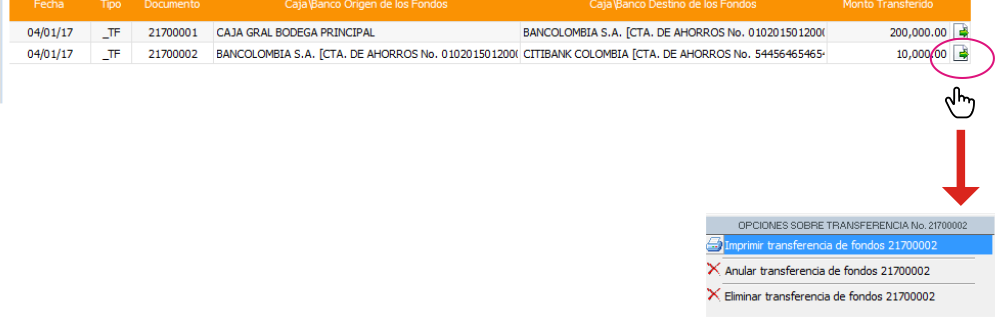 Fecha Tipo Documento Caja\Banco Origen de los Fondos Caja\Banco Destino de los Fondos Monto Transferido
04/01/17 _TF 21700001 CAJA GRAL BODEGA PRINCIPAL BANCOLOMBIA S.A. [CTA. DE AHORROS No. 0102015012000 200,000.00
04/01/17 _TF 21700002 BANCOLOMBIA S.A. [CTA. DE AHORROS No. 0102015012000 CITIBANK COLOMBIA [CTA. DE AHORROS No. 54456465465 10,000.00
OPCIONES SOBRE TRANSFERENCIA No. 21700002
Imprimir transferencia de fondos 21700002
Anular transferencia de fondos 21700002
Eliminar transferencia de fondos 21700002